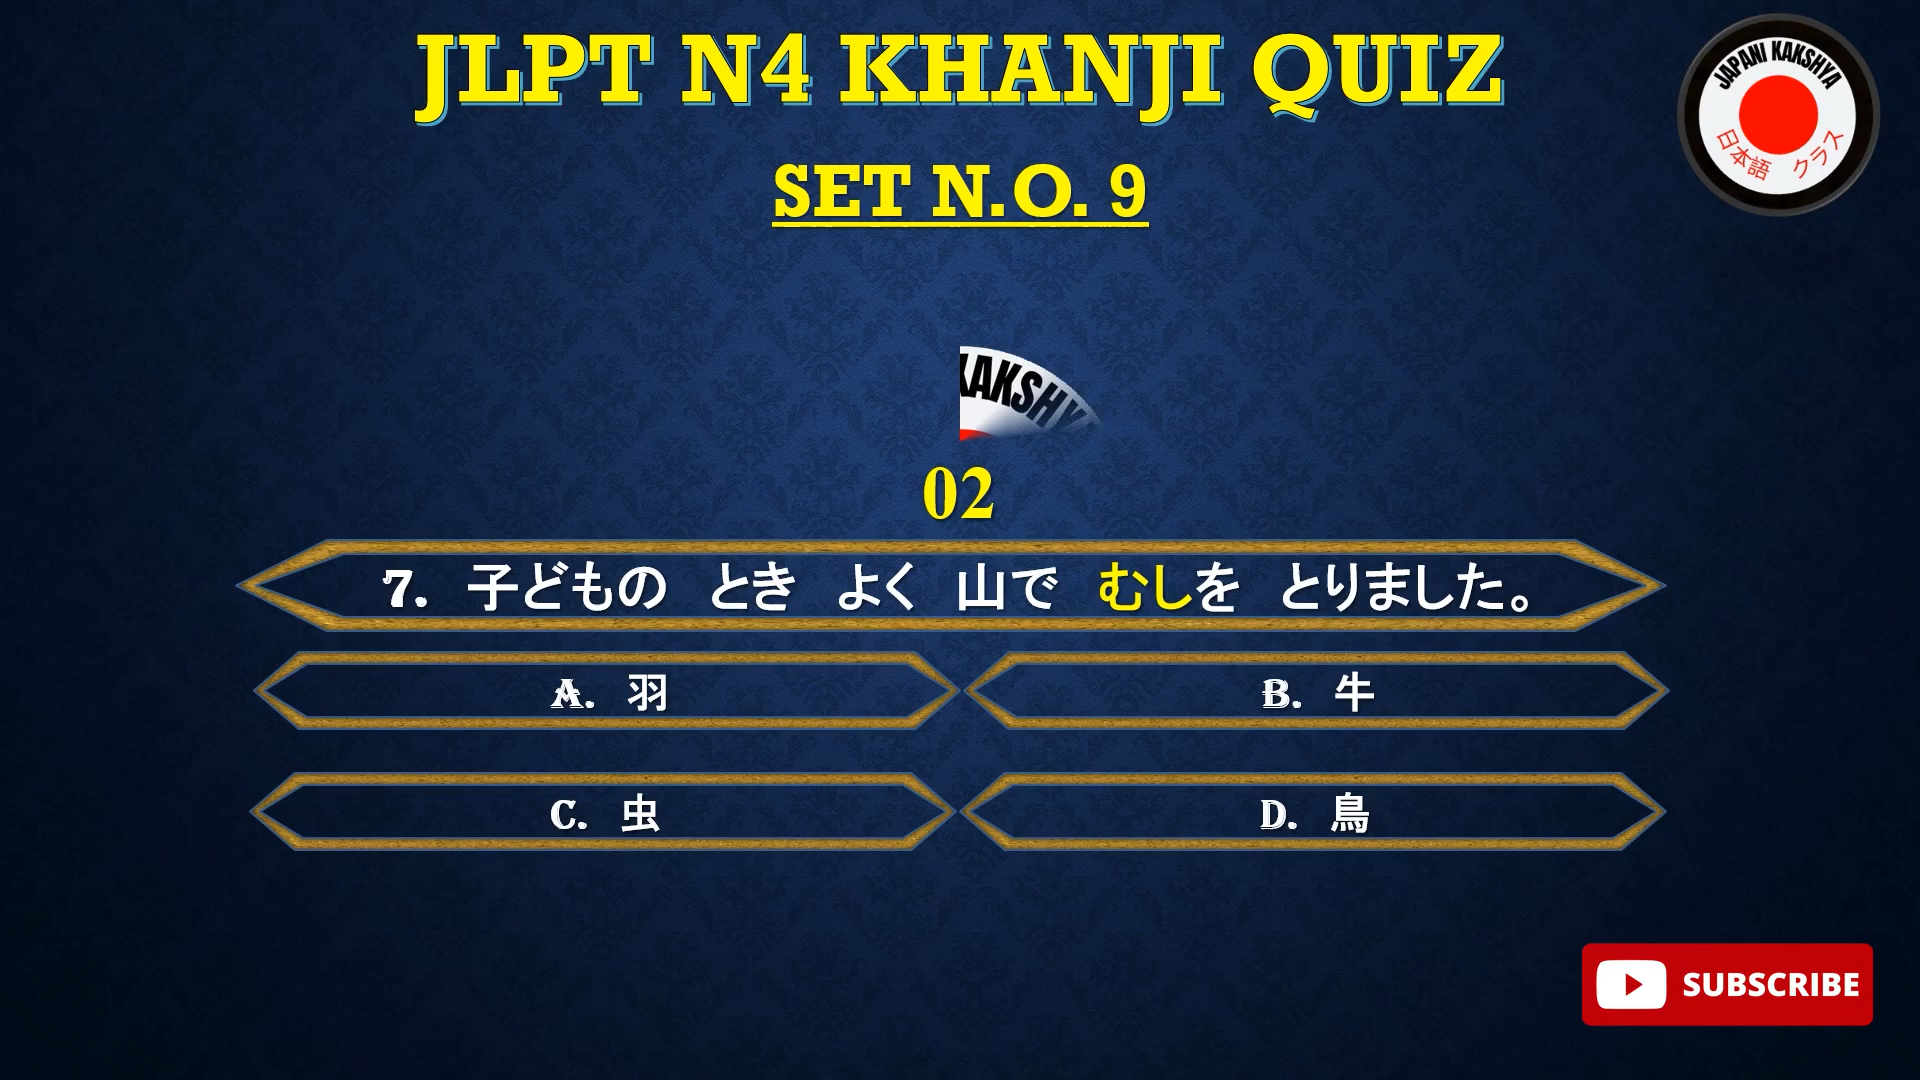 JLPT N4 KHANJI QUIZ
JAPANI KAKSHYA
日本語 クラス
SET N.O. 9
KAKSHY
02
7. 子どもの とき よく 山で むしを とりました。
A. 羽
B. 牛
C. 虫
D. 鳥
SUBSCRIBE